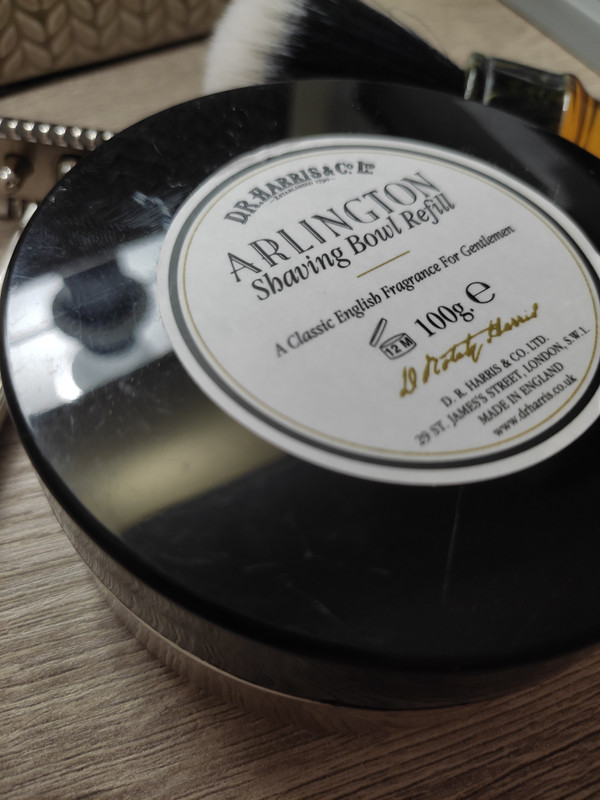 D.R. HARRIS & Co. LTD.
ARLINGTON
Shaving Bowl Refill
A Classic English Fragrance For Gentlemen
12 M 100g. ℮
D. R. HARRIS & CO. LTD.
29 ST. JAMES'S STREET, LONDON, S.W.1.
MADE IN ENGLAND
www.drharris.co.uk